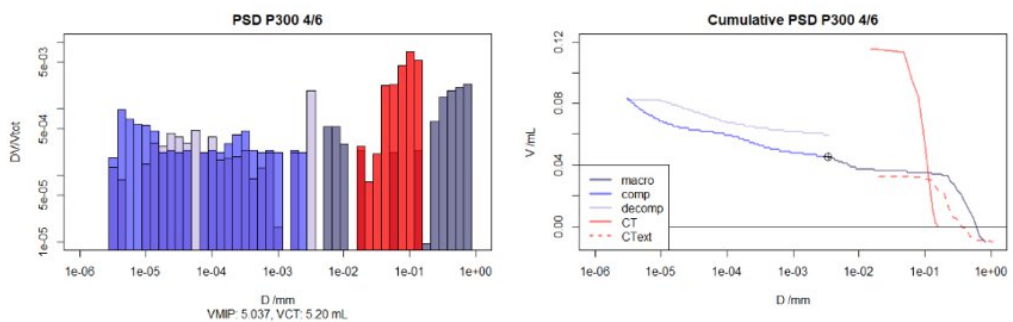 PSD P300 4/6
DV/Vtot
5e-03
5e-04
5e-05
1e-05
1e-06 1e-05 1e-04 1e-03 1e-02 1e-01 1e+00
D /mm
VMIP: 5.037, VCT: 5.20 mL
Cumulative PSD P300 4/6
V /mL
0.12
0.08
0.04
0.00
macro
comp
decomp
CT
CText
1e-06 1e-05 1e-04 1e-03 1e-02 1e-01 1e+00
D /mm